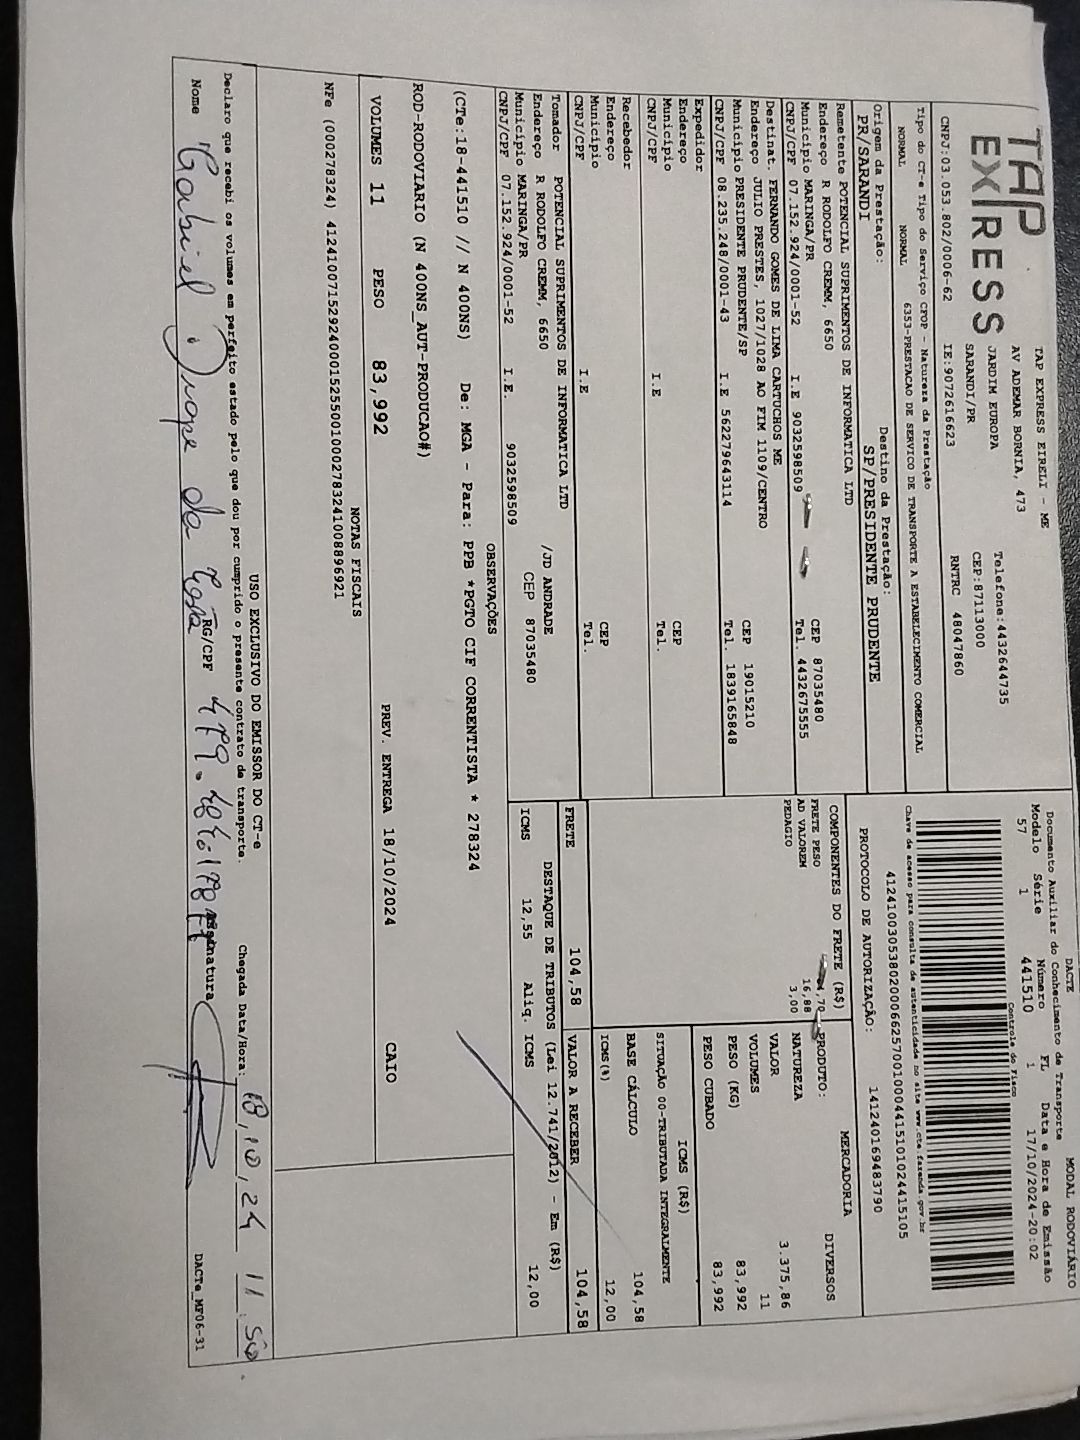 TAP EXPRESS
TAP EXPRESS EIRELI - ME
AV ADEMAR BORNIA, 473
JARDIM EUROPA
SARANDI/PR
Telefone:4432644735
CEP:87113000
RNTRC 48047860
CNPJ:03.053.802/0006-62 IE:9072616623
DACTE MODAL RODOVIÁRIO
Documento Auxiliar do Conhecimento de Transporte
Modelo Série Número FL Data e Hora de Emissão
57 1 441510 1 17/10/2024-20:02
Controle do Fisco
Chave de acesso para consulta de autenticidade no site www.cte.fazenda.gov.br
41241003053802000662570010004415101024415105
PROTOCOLO DE AUTORIZAÇÃO: 141240169483790
Tipo do CT-e Tipo do Serviço CFOP - Natureza da Prestação
NORMAL NORMAL 6353-PRESTACAO DE SERVICO DE TRANSPORTE A ESTABELECIMENTO COMERCIAL
Origem da Prestação: Destino da Prestação:
PR/SARANDI SP/PRESIDENTE PRUDENTE
Remetente POTENCIAL SUPRIMENTOS DE INFORMATICA LTD
Endereço R RODOLFO CREMM, 6650
Município MARINGA/PR CEP 87035480
CNPJ/CPF 07.152.924/0001-52 I.E 9032598509 Tel. 4432675555
Destinat. FERNANDO GOMES DE LIMA CARTUCHOS ME
Endereço JULIO PRESTES, 1027/1028 AO FIM 1109/CENTRO
Município PRESIDENTE PRUDENTE/SP CEP 19015210
CNPJ/CPF 08.235.248/0001-43 I.E 562279643114 Tel. 1839165848
Expedidor
Endereço
Município CEP
CNPJ/CPF I.E Tel.
Recebedor
Endereço
Município CEP
CNPJ/CPF I.E Tel.
Tomador POTENCIAL SUPRIMENTOS DE INFORMATICA LTD
Endereço R RODOLFO CREMM, 6650 /JD ANDRADE
Município MARINGA/PR CEP 87035480
CNPJ/CPF 07.152.924/0001-52 I.E. 9032598509
COMPONENTES DO FRETE (R$)
FRETE PESO
AD VALOREM 16,88
PEDAGIO 3,00
MERCADORIA
PRODUTO: DIVERSOS
NATUREZA
VALOR 3.375,86
VOLUMES 11
PESO (KG) 83,992
PESO CUBADO 83,992
ICMS (R$)
SITUAÇÃO 00-TRIBUTADA INTEGRALMENTE
BASE CÁLCULO 104,58
ICMS(%) 12,00
FRETE 104,58 VALOR A RECEBER 104,58
DESTAQUE DE TRIBUTOS (Lei 12.741/2012) - Em (R$)
ICMS 12,55 Aliq. ICMS 12,00
OBSERVAÇÕES
(CTe:18-441510 // N 400NS) De: MGA - Para: PPB *PGTO CIF CORRENTISTA * 278324
ROD-RODOVIARIO (N 400NS_AUT-PRODUCAO#)
VOLUMES 11 PESO 83,992 PREV. ENTREGA 18/10/2024 CAIO
NOTAS FISCAIS
NFe (000278324) 41241007152924000152550010002783241008896921
USO EXCLUSIVO DO EMISSOR DO CT-e
Declaro que recebi os volumes em perfeito estado pelo que dou por cumprido o presente contrato de transporte. Chegada Data/Hora: 18,10,24 11:50
Nome Gabriel de RG/CPF Assinatura
DACTe_MF06-31